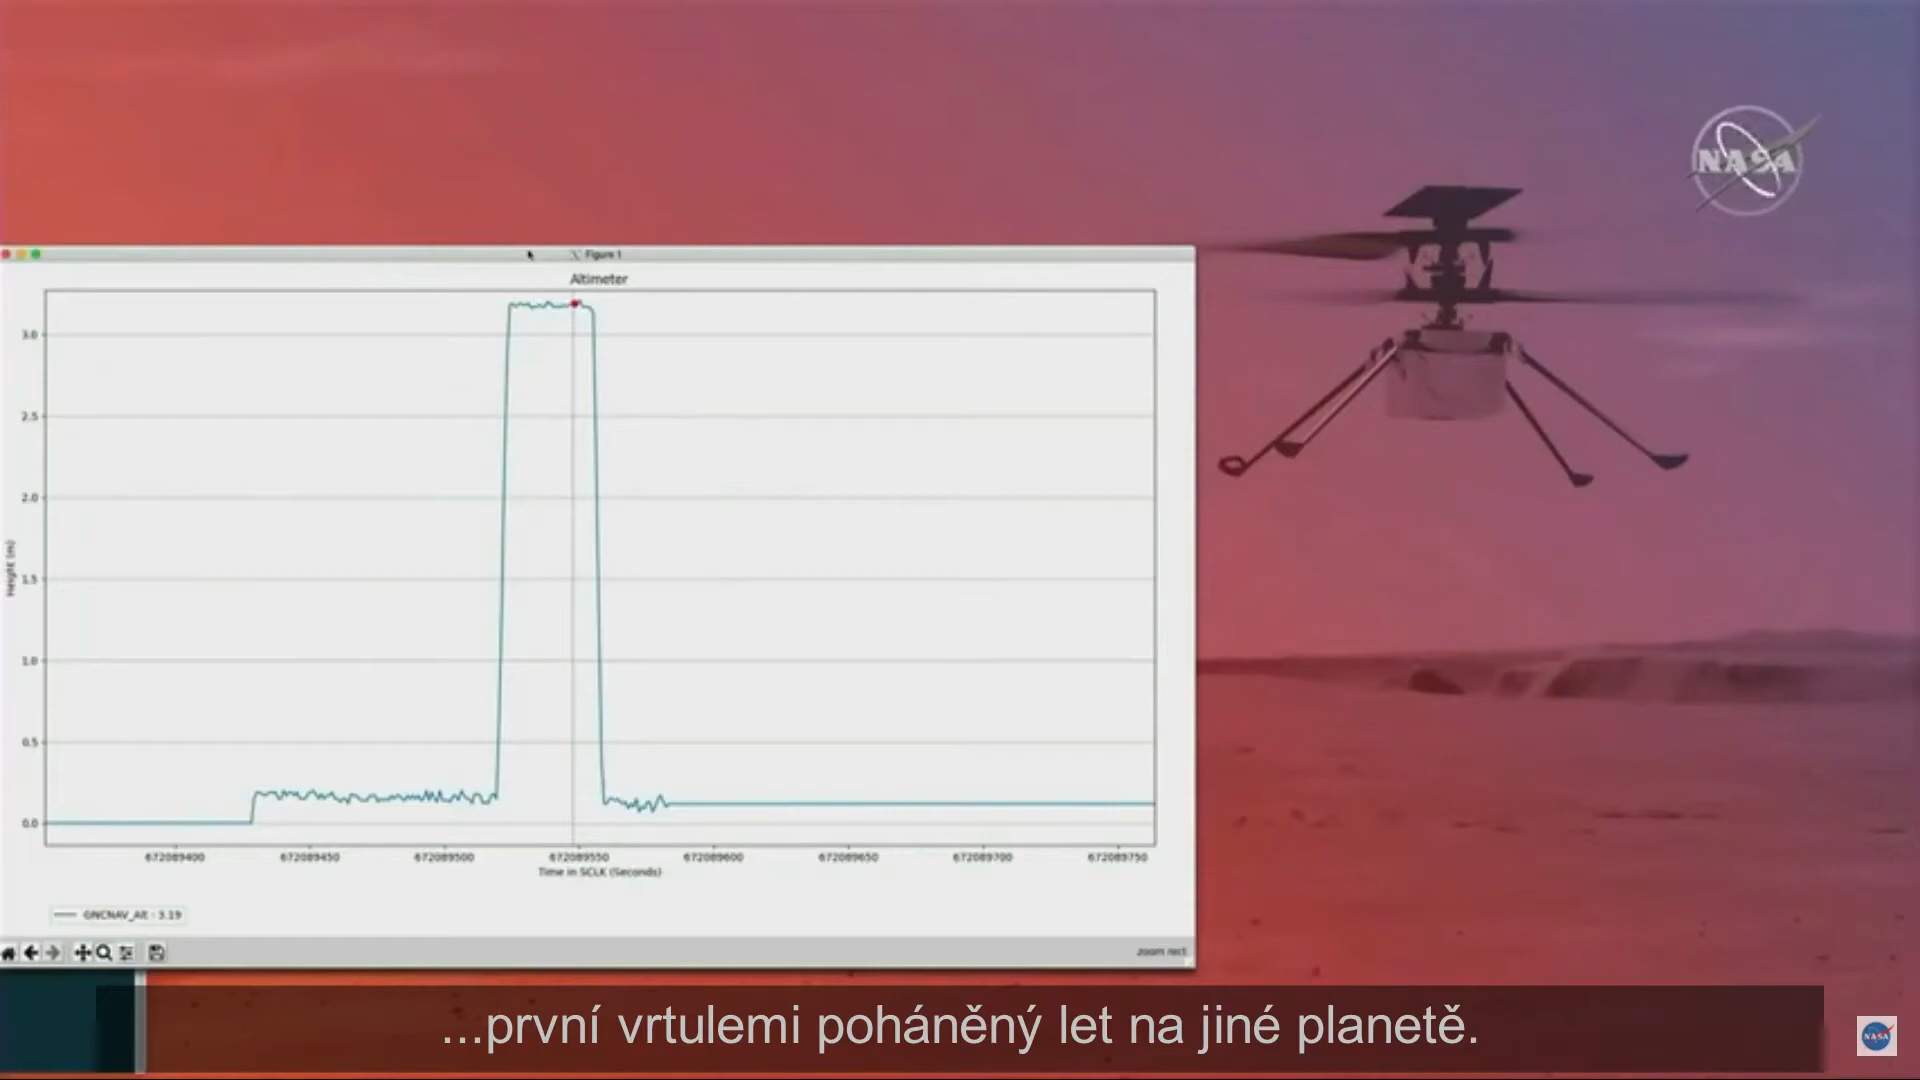 NASA
Figure 1
Altimeter
3.0
2.5
2.0
1.5
1.0
0.5
0.0
Height (m)
672089400 672089450 672089500 672089550 672089600 672089650 672089700 672089750
Time in SCLK (Seconds)
GNCNAV_Alt - 3.19
zoom rect
...první vrtulemi poháněný let na jiné planetě.
NASA